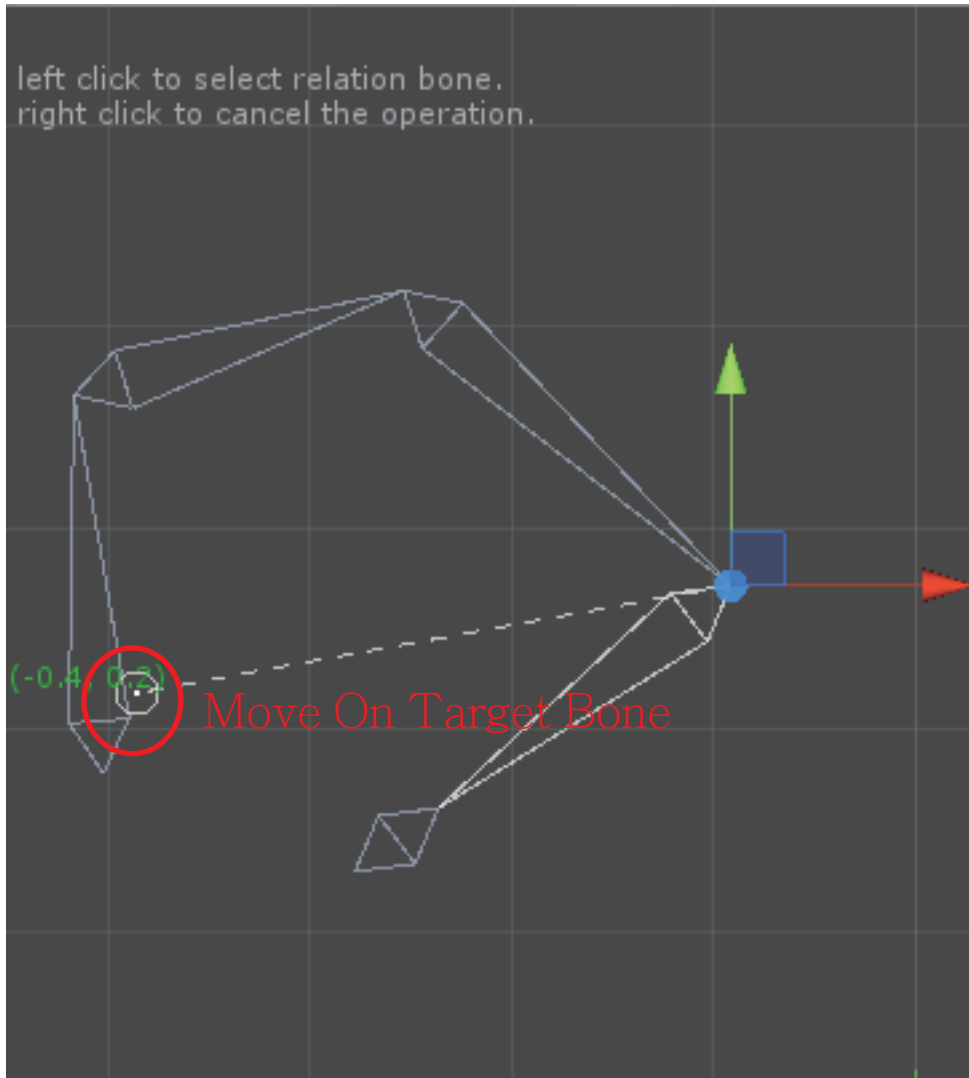 left click to select relation bone.
right click to cancel the operation.
(-0.4, 0.2)
Move On Target Bone